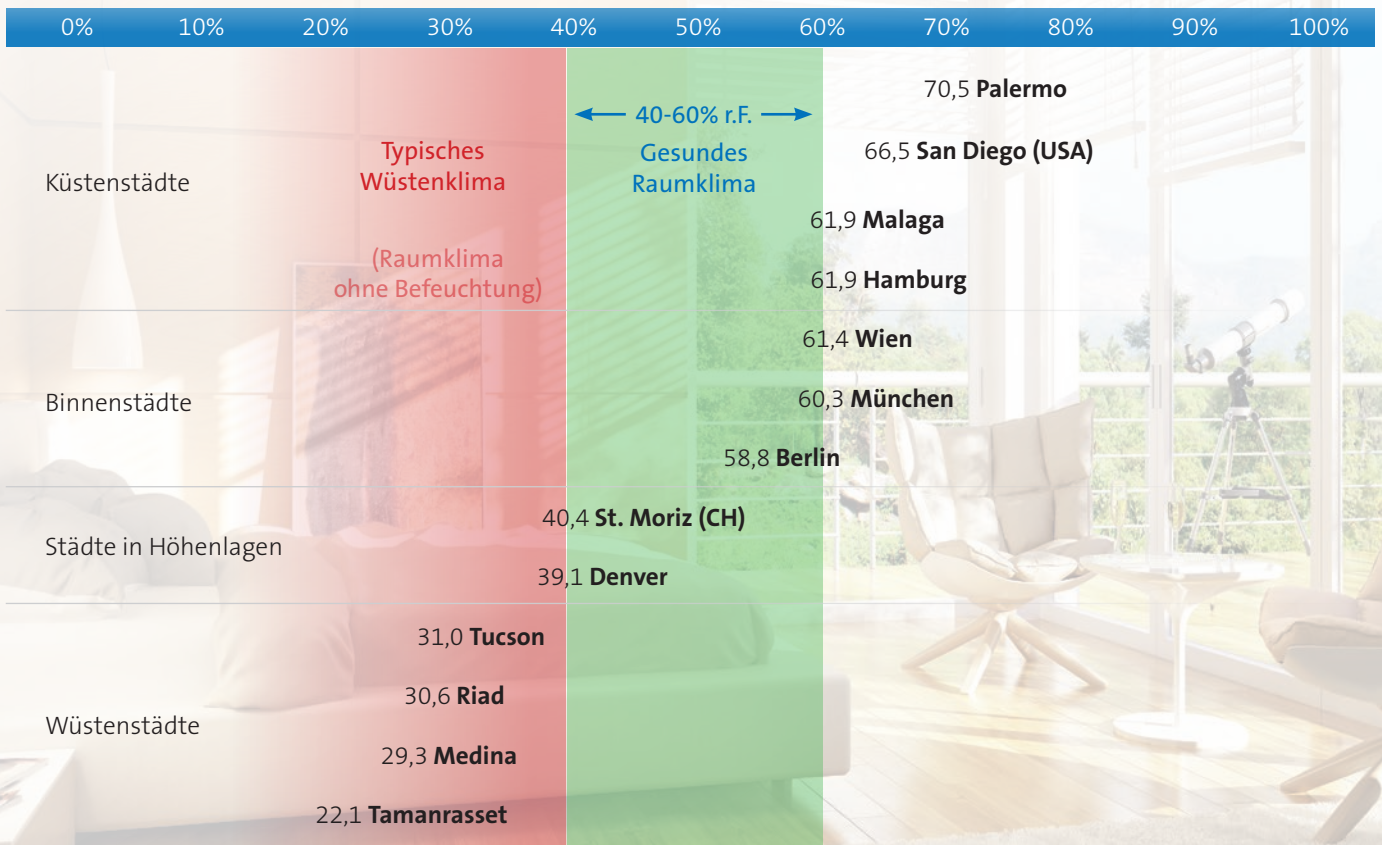 0% 10% 20% 30% 40% 50% 60% 70% 80% 90% 100%
70,5 Palermo
40-60% r.F.
Typisches
Wüstenklima
Gesundes
Raumklima
66,5 San Diego (USA)
Küstenstädte
61,9 Malaga
(Raumklima
ohne Befeuchtung)
61,9 Hamburg
61,4 Wien
Binnenstädte
60,3 München
58,8 Berlin
40,4 St. Moriz (CH)
Städte in Höhenlagen
39,1 Denver
31,0 Tucson
30,6 Riad
Wüstenstädte
29,3 Medina
22,1 Tamanrasset